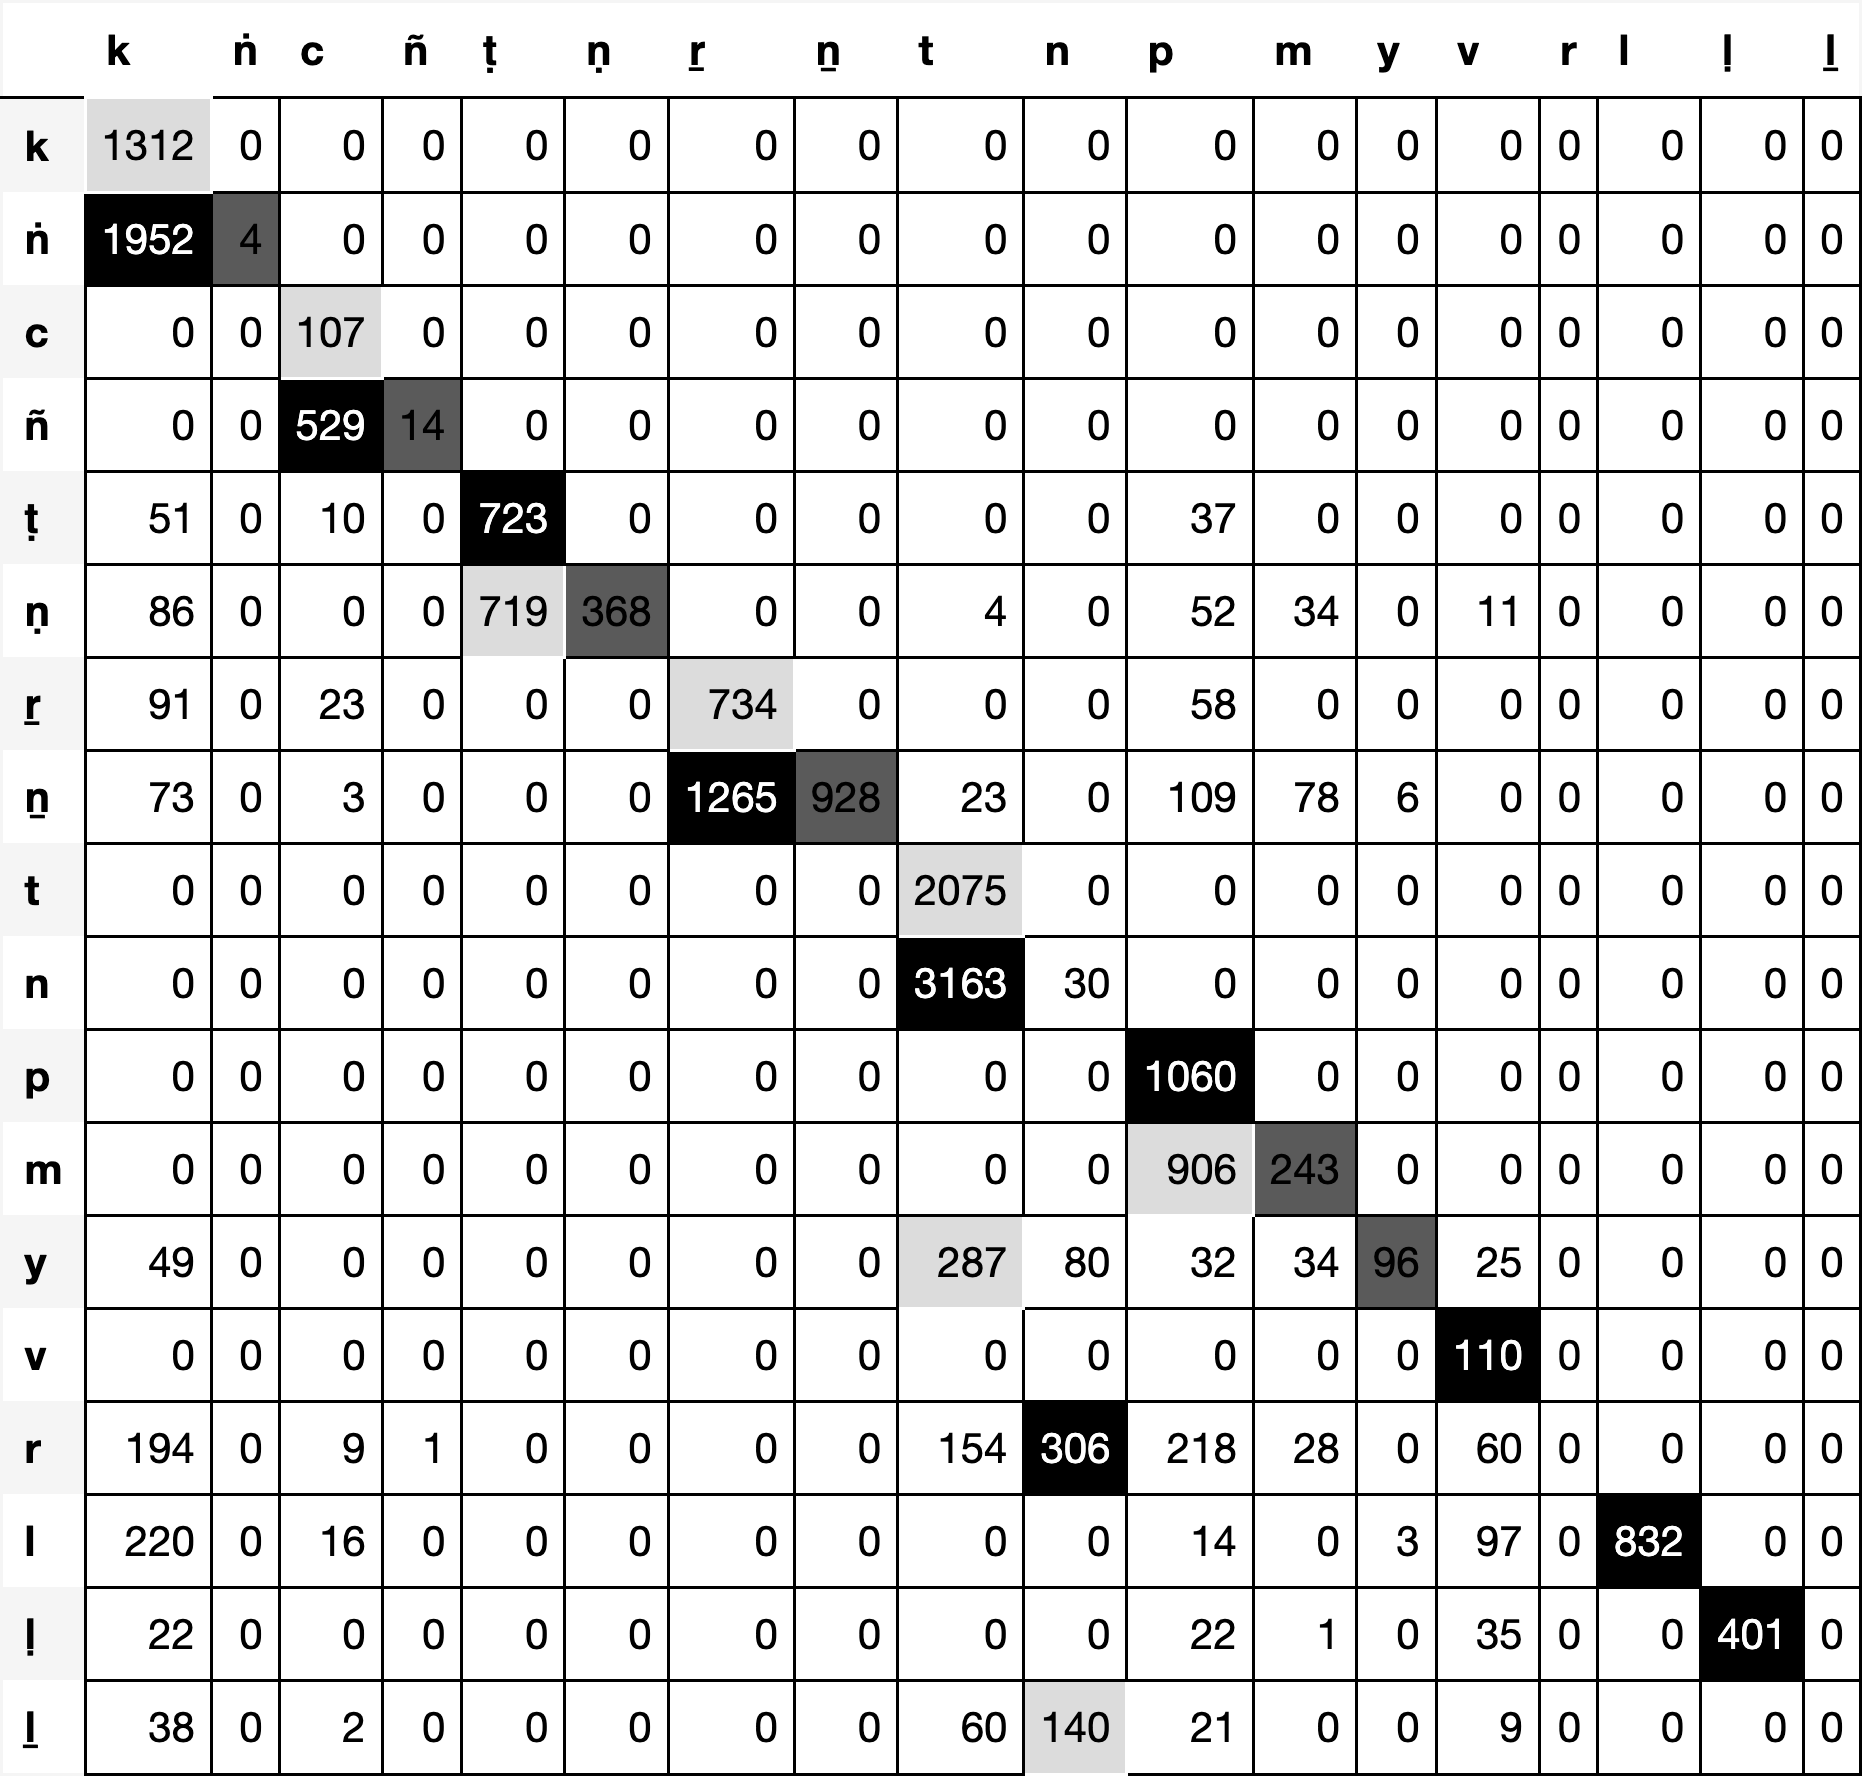 k ṅ c ñ ṭ ṇ ṟ ṉ t n p m y v r l ḷ ḻ
k 1312 0 0 0 0 0 0 0 0 0 0 0 0 0 0 0 0 0
ṅ 1952 4 0 0 0 0 0 0 0 0 0 0 0 0 0 0 0 0
c 0 0 107 0 0 0 0 0 0 0 0 0 0 0 0 0 0 0
ñ 0 0 529 14 0 0 0 0 0 0 0 0 0 0 0 0 0 0
ṭ 51 0 10 0 723 0 0 0 0 0 37 0 0 0 0 0 0 0
ṇ 86 0 0 0 719 368 0 0 4 0 52 34 0 11 0 0 0 0
ṟ 91 0 23 0 0 0 734 0 0 0 58 0 0 0 0 0 0 0
ṉ 73 0 3 0 0 0 1265 928 23 0 109 78 6 0 0 0 0 0
t 0 0 0 0 0 0 0 0 2075 0 0 0 0 0 0 0 0 0
n 0 0 0 0 0 0 0 0 3163 30 0 0 0 0 0 0 0 0
p 0 0 0 0 0 0 0 0 0 0 1060 0 0 0 0 0 0 0
m 0 0 0 0 0 0 0 0 0 0 906 243 0 0 0 0 0 0
y 49 0 0 0 0 0 0 0 287 80 32 34 96 25 0 0 0 0
v 0 0 0 0 0 0 0 0 0 0 0 0 0 110 0 0 0 0
r 194 0 9 1 0 0 0 0 154 306 218 28 0 60 0 0 0 0
l 220 0 16 0 0 0 0 0 0 0 14 0 3 97 0 832 0 0
ḷ 22 0 0 0 0 0 0 0 0 0 22 1 0 35 0 0 401 0
ḻ 38 0 2 0 0 0 0 0 60 140 21 0 0 9 0 0 0 0